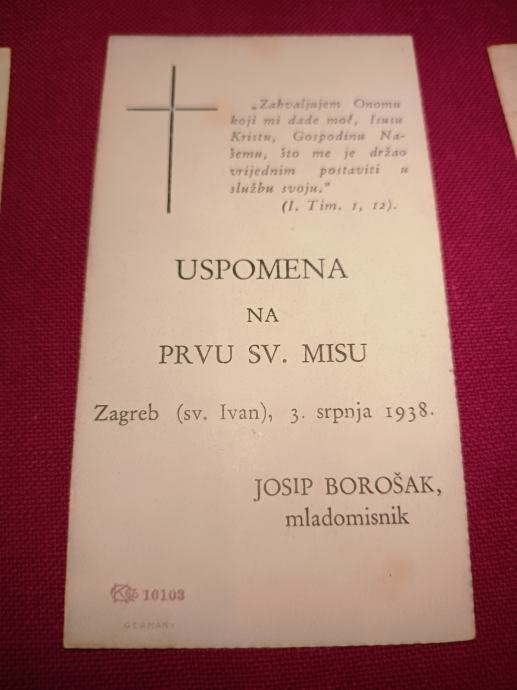 „Zahvaljujem Onomu
koji mi dade moć, Isusu
Kristu, Gospodinu Na-
šemu, što me je držao
vrijednim postaviti u
službu svoju.“
(I. Tim. 1, 12).
USPOMENA
NA
PRVU SV. MISU
Zagreb (sv. Ivan), 3. srpnja 1938.
JOSIP BOROŠAK,
mladomisnik
10103
GERMANY